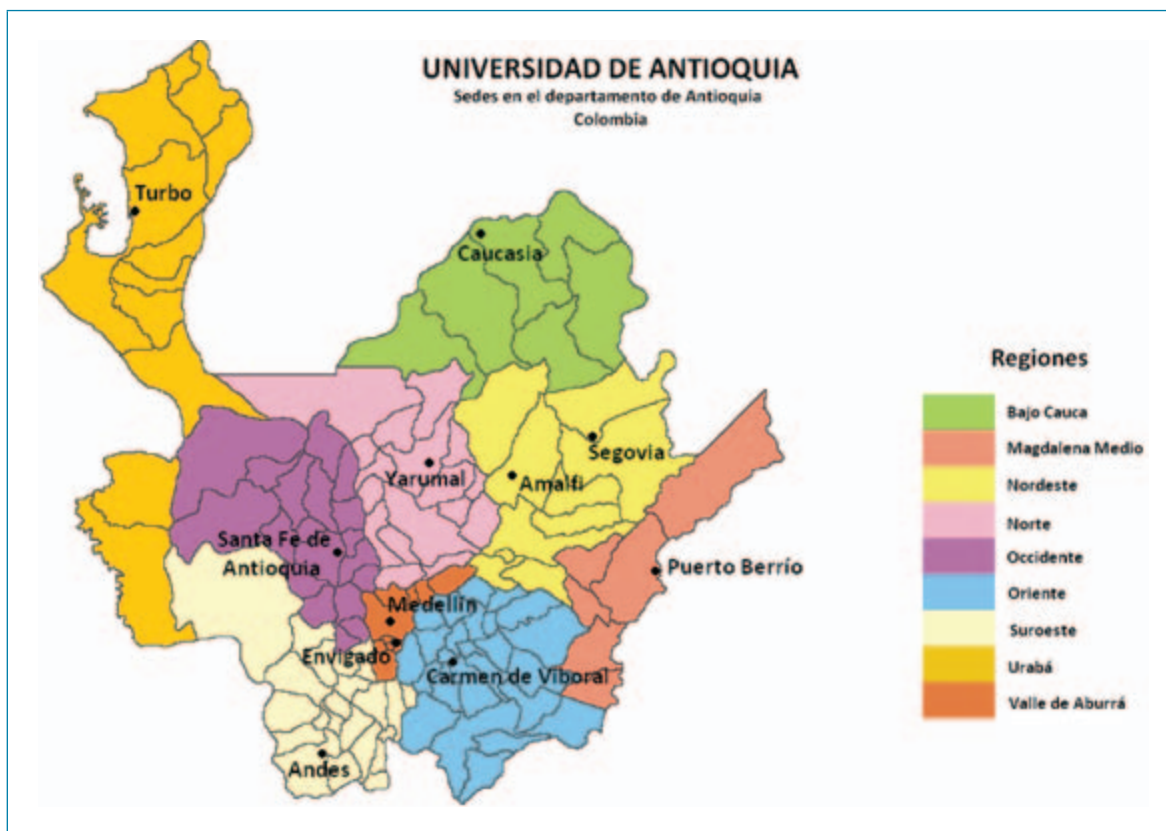 UNIVERSIDAD DE ANTIOQUIA
Sedes en el departamento de Antioquia
Colombia
Turbo
Caucasia
Segovia
Yarumal
Amalfi
Santa Fe de
Antioquia
Puerto Berrío
Medellín
Envigado
Carmen de Viboral
Andes
Regiones
Bajo Cauca
Magdalena Medio
Nordeste
Norte
Occidente
Oriente
Suroeste
Urabá
Valle de Aburrá